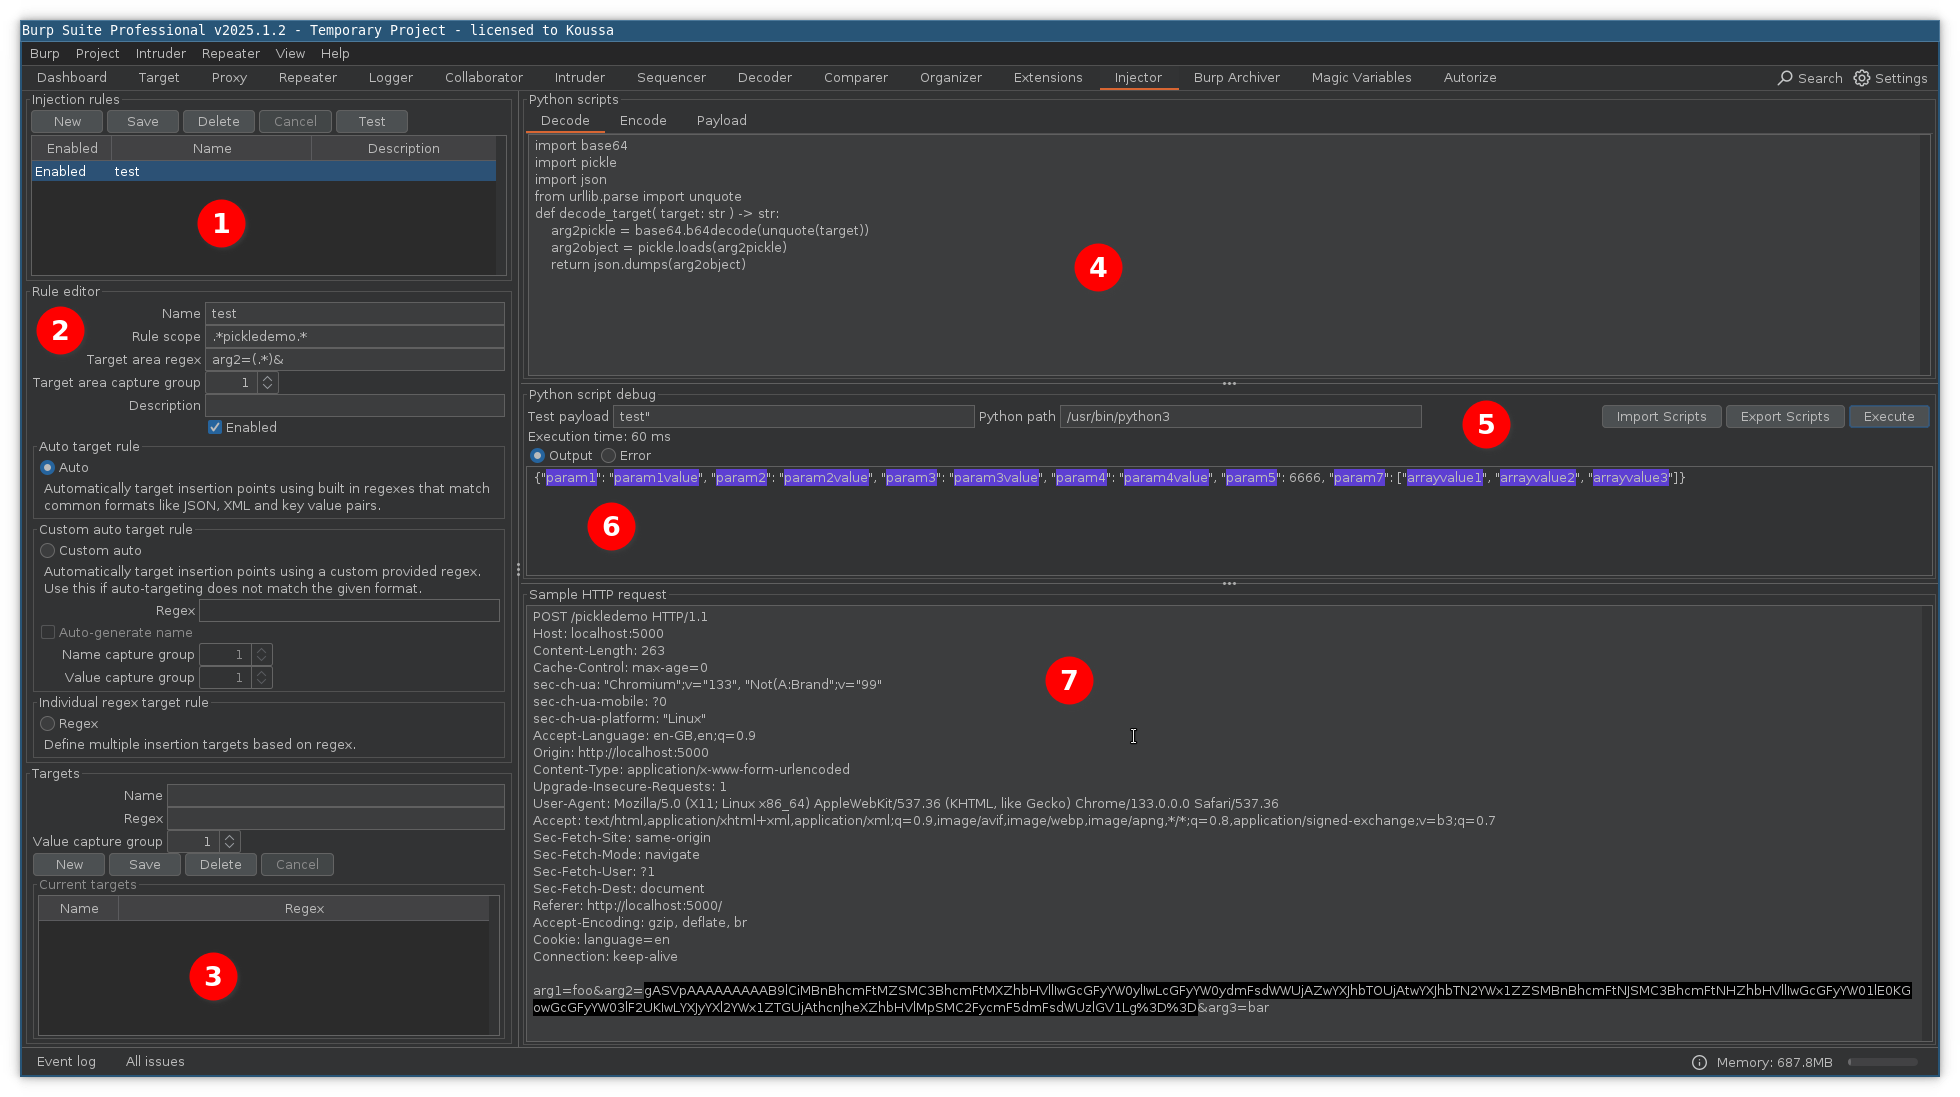 Burp Suite Professional v2025.1.2 - Temporary Project - licensed to Koussa
Burp Project Intruder Repeater View Help
Dashboard Target Proxy Repeater Logger Collaborator Intruder Sequencer Decoder Comparer Organizer Extensions Injector Burp Archiver Magic Variables Autorize Search Settings
Injection rules
New Save Delete Cancel Test
Enabled Name Description
Enabled test
1
Rule editor
2
Name test
Rule scope .*pickledemo.*
Target area regex arg2=(.*)&
Target area capture group 1
Description
Enabled
Auto target rule
Auto
Automatically target insertion points using built in regexes that match
common formats like JSON, XML and key value pairs.
Custom auto target rule
Custom auto
Automatically target insertion points using a custom provided regex.
Use this if auto-targeting does not match the given format.
Regex
Auto-generate name
Name capture group 1
Value capture group 1
Individual regex target rule
Regex
Define multiple insertion targets based on regex.
Targets
Name
Regex
Value capture group 1
New Save Delete Cancel
Current targets
Name Regex
3
Python scripts
Decode Encode Payload
import base64
import pickle
import json
from urllib.parse import unquote
def decode_target( target: str ) -> str:
    arg2pickle = base64.b64decode(unquote(target))
    arg2object = pickle.loads(arg2pickle)
    return json.dumps(arg2object)
4
Python script debug
Test payload test" Python path /usr/bin/python3 5 Import Scripts Export Scripts Execute
Execution time: 60 ms
Output Error
{"param1": "param1value", "param2": "param2value", "param3": "param3value", "param4": "param4value", "param5": 6666, "param7": ["arrayvalue1", "arrayvalue2", "arrayvalue3"]}
6
Sample HTTP request
POST /pickledemo HTTP/1.1
Host: localhost:5000
Content-Length: 263
Cache-Control: max-age=0
sec-ch-ua: "Chromium";v="133", "Not(A:Brand";v="99"
7
sec-ch-ua-mobile: ?0
sec-ch-ua-platform: "Linux"
Accept-Language: en-GB,en;q=0.9
Origin: http://localhost:5000
Content-Type: application/x-www-form-urlencoded
Upgrade-Insecure-Requests: 1
User-Agent: Mozilla/5.0 (X11; Linux x86_64) AppleWebKit/537.36 (KHTML, like Gecko) Chrome/133.0.0.0 Safari/537.36
Accept: text/html,application/xhtml+xml,application/xml;q=0.9,image/avif,image/webp,image/apng,*/*;q=0.8,application/signed-exchange;v=b3;q=0.7
Sec-Fetch-Site: same-origin
Sec-Fetch-Mode: navigate
Sec-Fetch-User: ?1
Sec-Fetch-Dest: document
Referer: http://localhost:5000/
Accept-Encoding: gzip, deflate, br
Cookie: language=en
Connection: keep-alive
arg1=foo&arg2=
&arg3=bar
Event log All issues Memory: 687.8MB